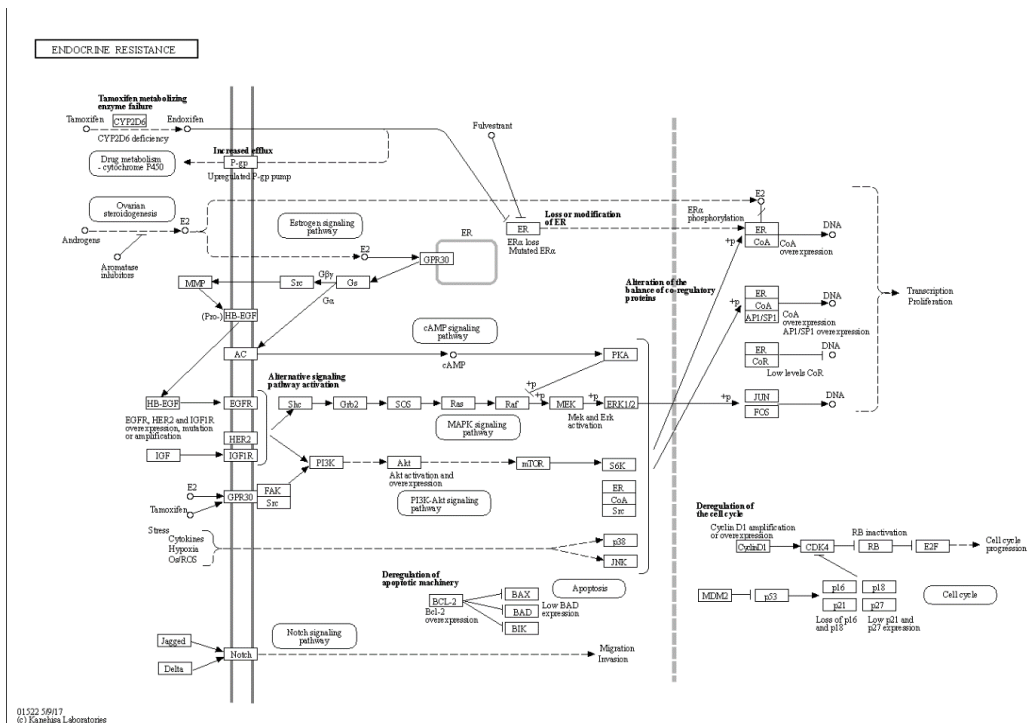 ENDOCRINE RESISTANCE
Tamoxifen metabolizing
enzyme failure
Tamoxifen
CYP2D6
Endoxifen
CYP2D6 deficiency
Fulvestrant
Increased efflux
Drug metabolism
- cytochrome P450
P-gp
Upregulated P-gp pump
Ovarian
steroidogenesis
E2
Androgens
Aromatase
inhibitors
Estrogen signaling
pathway
E2
GPR30
ER
ER
ERα loss
Mutated ERα
Loss or modification
of ER
E2
ERα
phosphorylation
+p
ER
CoA
CoA
overexpression
DNA
MMP
Src
Gβγ
Gs
Gα
(Pro-)
HB-EGF
Alteration of the
balance of co-regulatory
proteins
+p
ER
CoA
AP1/SP1
DNA
CoA
overexpression
AP1/SP1 overexpression
Transcription
Proliferation
cAMP signaling
pathway
AC
cAMP
PKA
ER
CoR
DNA
Low levels CoR
Alternative signaling
pathway activation
HB-EGF
EGFR
Shc
Grb2
SOS
Ras
Raf
+p
+p
MEK
+p
ERK1/2
+p
JUN
FOS
DNA
EGFR, HER2 and IGF1R
overexpression, mutation
or amplification
HER2
MAPK signaling
pathway
Mek and Erk
activation
IGF
IGF1R
PI3K
Akt
mTOR
S6K
Akt activation and
overexpression
E2
GPR30
FAK
Src
Tamoxifen
PI3K-Akt signaling
pathway
ER
CoA
Src
Stress
Cytokines
Hypoxia
Ox/ROS
p38
JNK
Deregulation of
the cell cycle
Cyclin D1 amplification
or overexpression
CyclinD1
CDK4
RB inactivation
RB
E2F
Cell cycle
progression
Deregulation of
apoptotic machinery
Apoptosis
BCL-2
Bcl-2
overexpression
BAX
BAD
BIK
Low BAD
expression
MDM2
p53
p16
p18
p21
p27
Loss of p16
and p18
Low p21 and
p27 expression
Cell cycle
Jagged
Delta
Notch
Notch signaling
pathway
Migration
Invasion
01522 5/9/17
(c) Kanehisa Laboratories